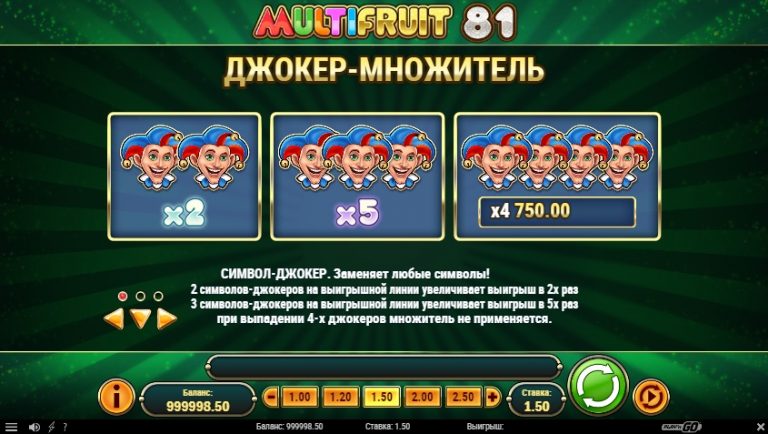 MULTIFRUIT 81
ДЖОКЕР-МНОЖИТЕЛЬ
x2
x5
x4 750.00
СИМВОЛ-ДЖОКЕР. Заменяет любые символы!
2 символов-джокеров на выигрышной линии увеличивает выигрыш в 2х раз
3 символов-джокеров на выигрышной линии увеличивает выигрыш в 5х раз
при выпадении 4-х джокеров множитель не применяется.
Баланс:
999998.50
1.00
1.20
1.50
2.00
2.50
Ставка:
1.50
Баланс: 999998.50 Ставка: 1.50 Выигрыш:
PLAY'N GO